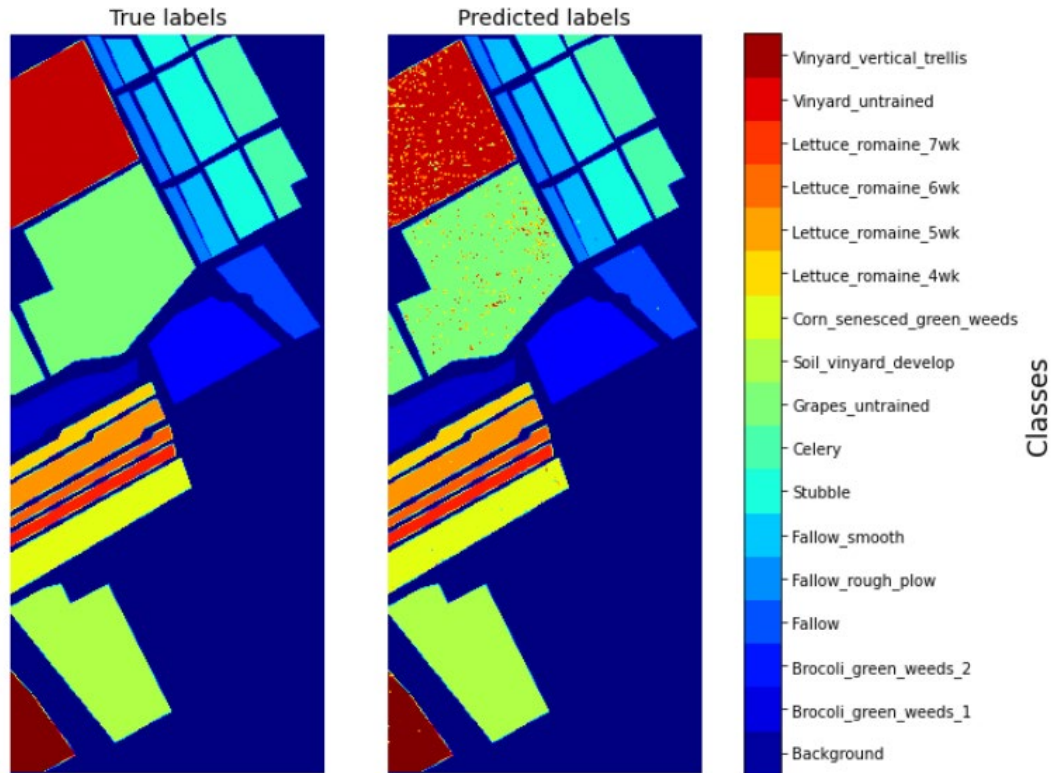 True labels
Predicted labels
Vinyard_vertical_trellis
Vinyard_untrained
Lettuce_romaine_7wk
Lettuce_romaine_6wk
Lettuce_romaine_5wk
Lettuce_romaine_4wk
Corn_senesced_green_weeds
Soil_vinyard_develop
Grapes_untrained
Celery
Stubble
Fallow_smooth
Fallow_rough_plow
Fallow
Brocoli_green_weeds_2
Brocoli_green_weeds_1
Background
Classes